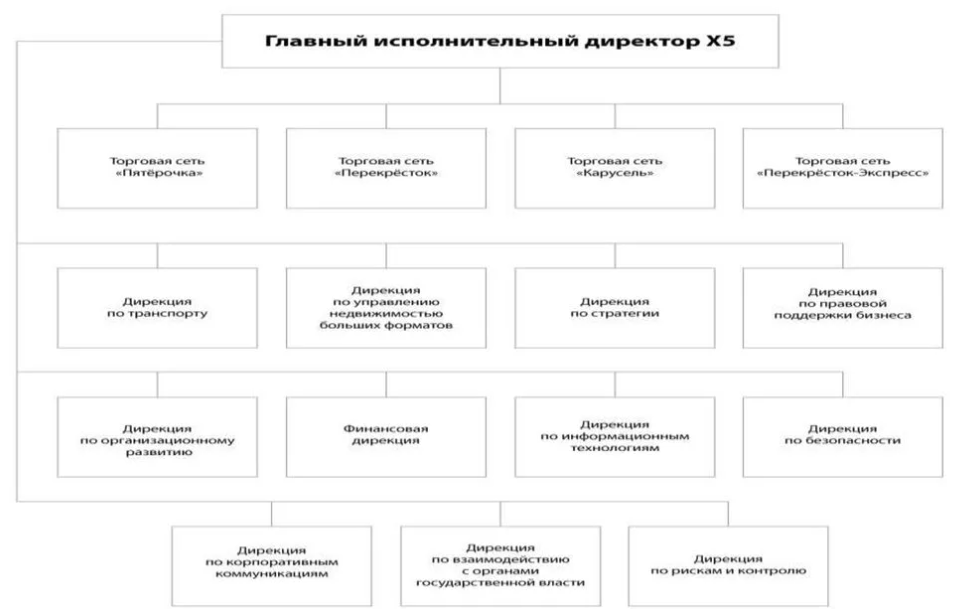 Главный исполнительный директор X5
Торговая сеть
«Пятёрочка»
Торговая сеть
«Перекрёсток»
Торговая сеть
«Карусель»
Торговая сеть
«Перекрёсток-Экспресс»
Дирекция
по транспорту
Дирекция
по управлению
недвижимостью
больших форматов
Дирекция
по стратегии
Дирекция
по правовой
поддержки бизнеса
Дирекция
по организационному
развитию
Финансовая
дирекция
Дирекция
по информационным
технологиям
Дирекция
по безопасности
Дирекция
по корпоративным
коммуникациям
Дирекция
по взаимодействию
с органами
государственной власти
Дирекция
по рискам и контролю